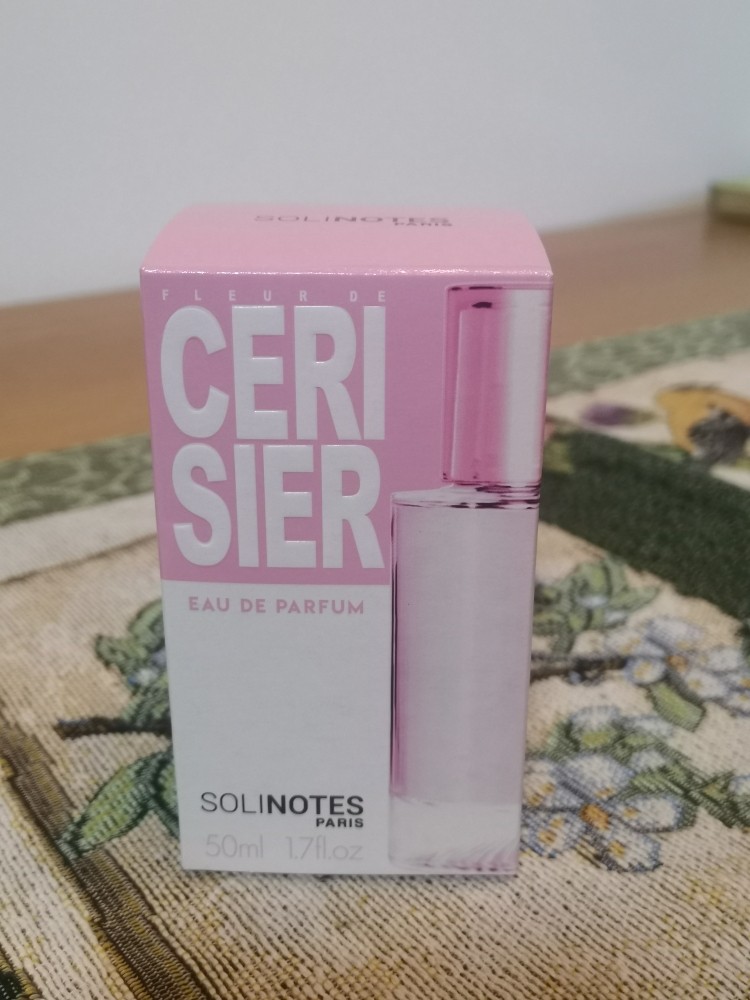 SOLINOTES
PARIS
FLEUR DE
CERI
SIER
EAU DE PARFUM
SOLINOTES
PARIS
50ml 1.7fl.oz